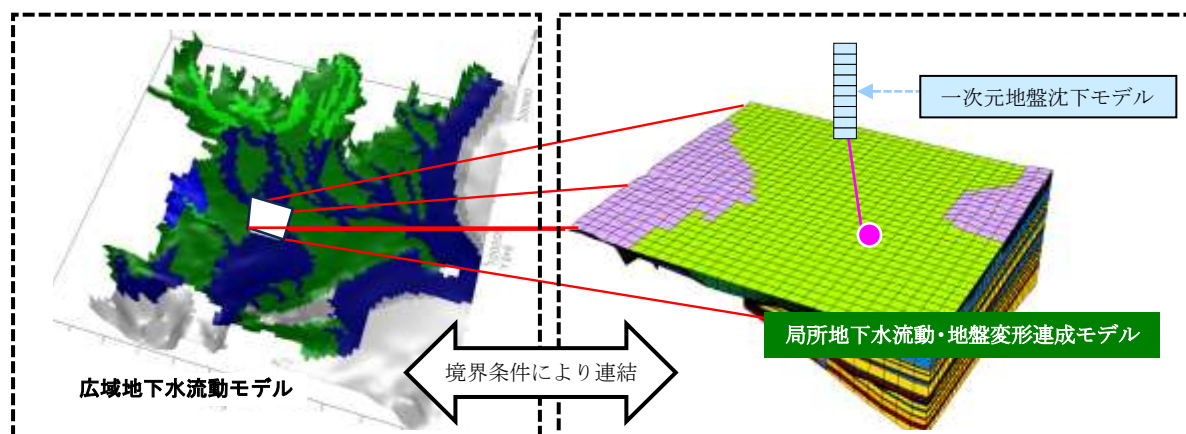 一次元地盤沈下モデル
局所地下水流動・地盤変形連成モデル
広域地下水流動モデル
境界条件により連結